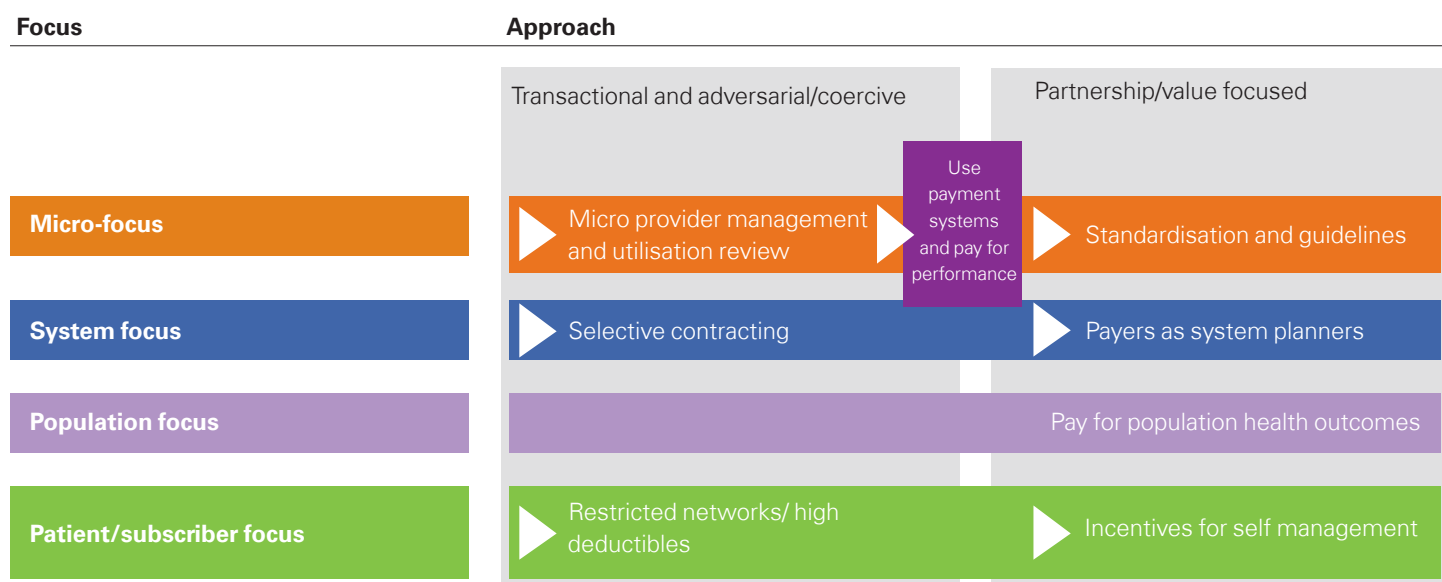 Focus
Approach
Transactional and adversarial/coercive
Partnership/value focused
Use
payment
systems
and pay for
performance
Micro-focus
Micro provider management
and utilisation review
Standardisation and guidelines
System focus
Selective contracting
Payers as system planners
Population focus
Pay for population health outcomes
Patient/subscriber focus
Restricted networks/ high
deductibles
Incentives for self management